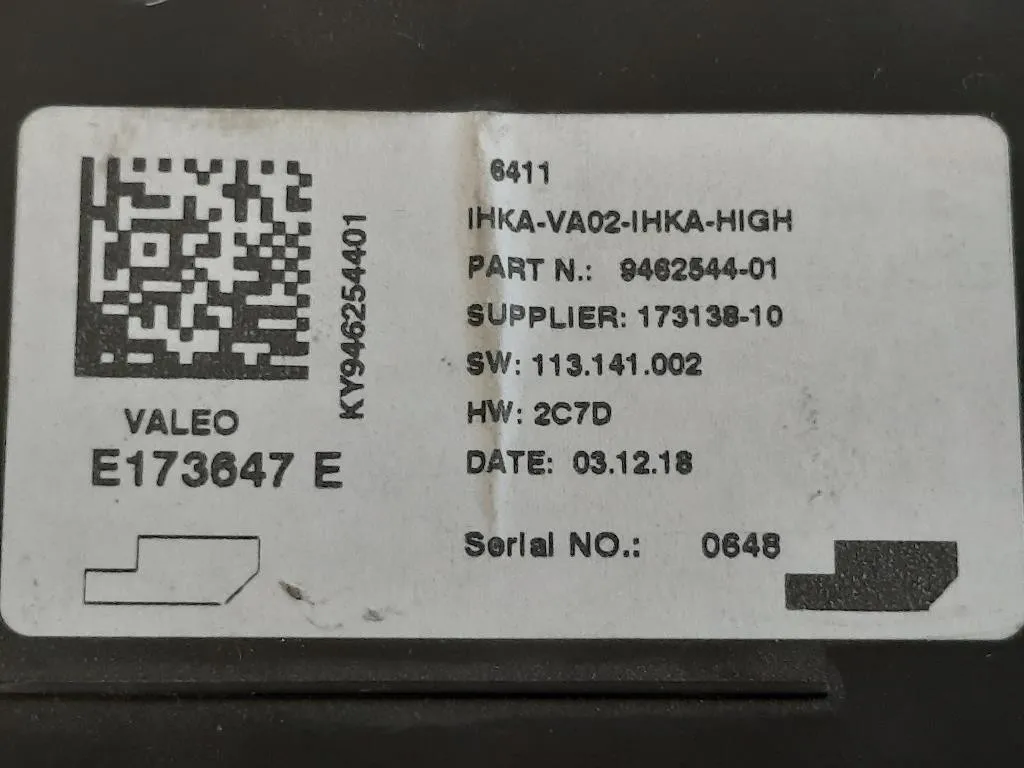 6411
IHKA-VA02-IHKA-HIGH
PART N.: 9462544-01
SUPPLIER: 173138-10
SW: 113.141.002
HW: 2C7D
DATE: 03.12.18
Serial NO.: 0648
KY946254401
VALEO
E173647 E